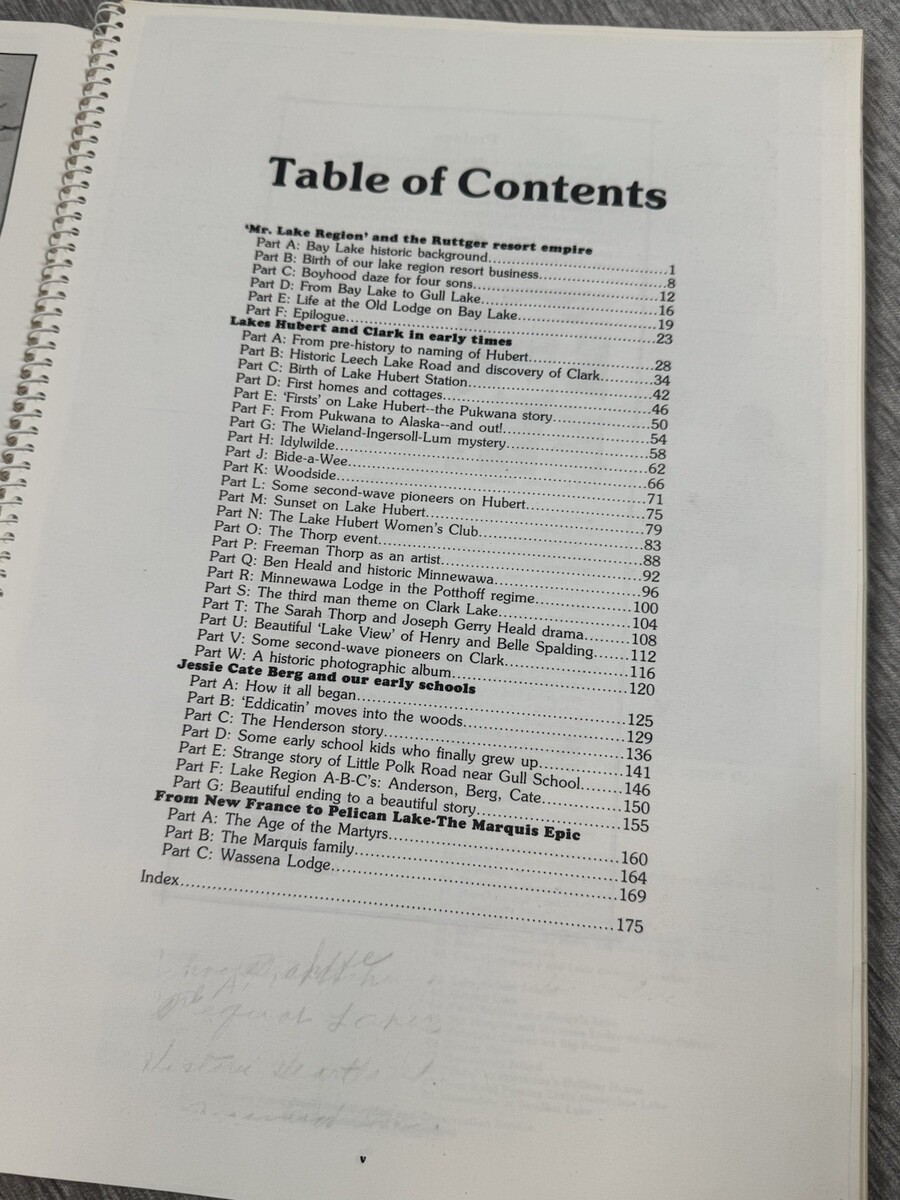 Table of Contents
'Mr. Lake Region' and the Ruttger resort empire
Part A: Bay Lake historic background....................................1
Part B: Birth of our lake region resort business..........................8
Part C: Boyhood daze for four sons.....................................12
Part D: From Bay Lake to Gull Lake....................................16
Part E: Life at the Old Lodge on Bay Lake.............................19
Part F: Epilogue..............................................................23
Lakes Hubert and Clark in early times
Part A: From pre-history to naming of Hubert.........................28
Part B: Historic Leech Lake Road and discovery of Clark...........34
Part C: Birth of Lake Hubert Station....................................42
Part D: First homes and cottages........................................46
Part E: 'Firsts' on Lake Hubert--the Pukwana story...................50
Part F: From Pukwana to Alaska--and out!.............................54
Part G: The Wieland-Ingersoll-Lum mystery...........................58
Part H: Idylwilde.............................................................62
Part J: Bide-a-Wee...........................................................66
Part K: Woodside............................................................71
Part L: Some second-wave pioneers on Hubert........................75
Part M: Sunset on Lake Hubert...........................................79
Part N: The Lake Hubert Women's Club................................83
Part O: The Thorp event...................................................88
Part P: Freeman Thorp as an artist.......................................92
Part Q: Ben Heald and historic Minnewawa............................96
Part R: Minnewawa Lodge in the Potthoff regime....................100
Part S: The third man theme on Clark Lake...........................104
Part T: The Sarah Thorp and Joseph Gerry Heald drama.........108
Part U: Beautiful 'Lake View' of Henry and Belle Spalding.......112
Part V: Some second-wave pioneers on Clark........................116
Part W: A historic photographic album................................120
Jessie Cate Berg and our early schools
Part A: How it all began...................................................125
Part B: 'Eddicatin' moves into the woods..............................129
Part C: The Henderson story.............................................136
Part D: Some early school kids who finally grew up................141
Part E: Strange story of Little Polk Road near Gull School.......146
Part F: Lake Region A-B-C's: Anderson, Berg, Cate...............150
Part G: Beautiful ending to a beautiful story..........................155
From New France to Pelican Lake-The Marquis Epic
Part A: The Age of the Martyrs..........................................160
Part B: The Marquis family...............................................164
Part C: Wassena Lodge....................................................169
Index..........................................................................175
v